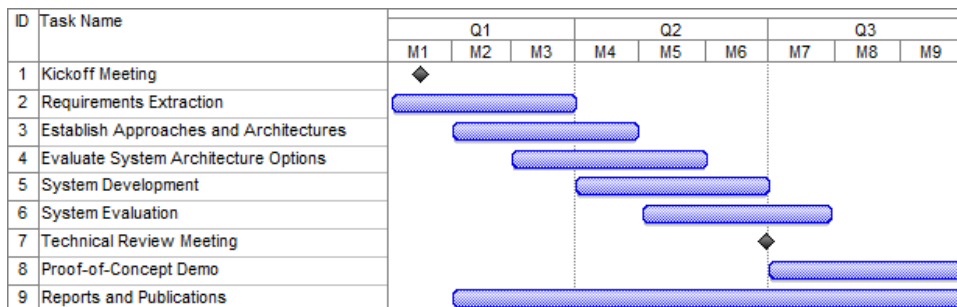 ID Task Name Q1 Q2 Q3
M1 M2 M3 M4 M5 M6 M7 M8 M9
1 Kickoff Meeting
2 Requirements Extraction
3 Establish Approaches and Architectures
4 Evaluate System Architecture Options
5 System Development
6 System Evaluation
7 Technical Review Meeting
8 Proof-of-Concept Demo
9 Reports and Publications